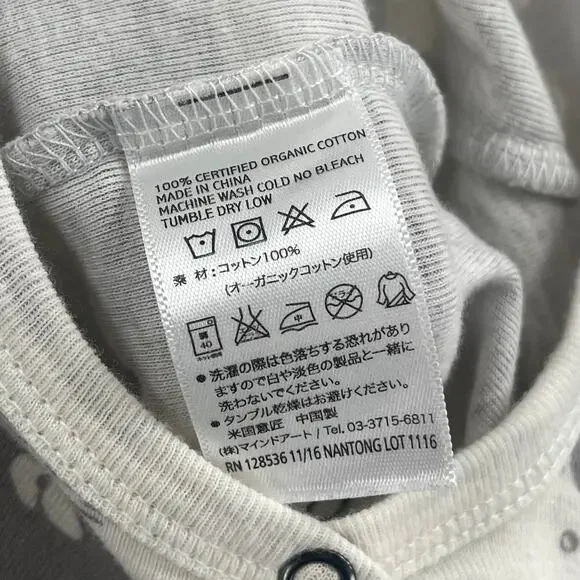 100% CERTIFIED ORGANIC COTTON
MADE IN CHINA
MACHINE WASH COLD NO BLEACH
TUMBLE DRY LOW
素 材:コットン100%
(オーガニックコットン使用)
40
中
●洗濯の際は色落ちする恐れがあり
ますので白や淡色の製品と一緒に
洗わないでください。
●タンブル乾燥はお避けください。
米国意匠 中国製
(株)マインドアート / Tel. 03-3715-6811
RN 128536 11/16 NANTONG LOT 1116